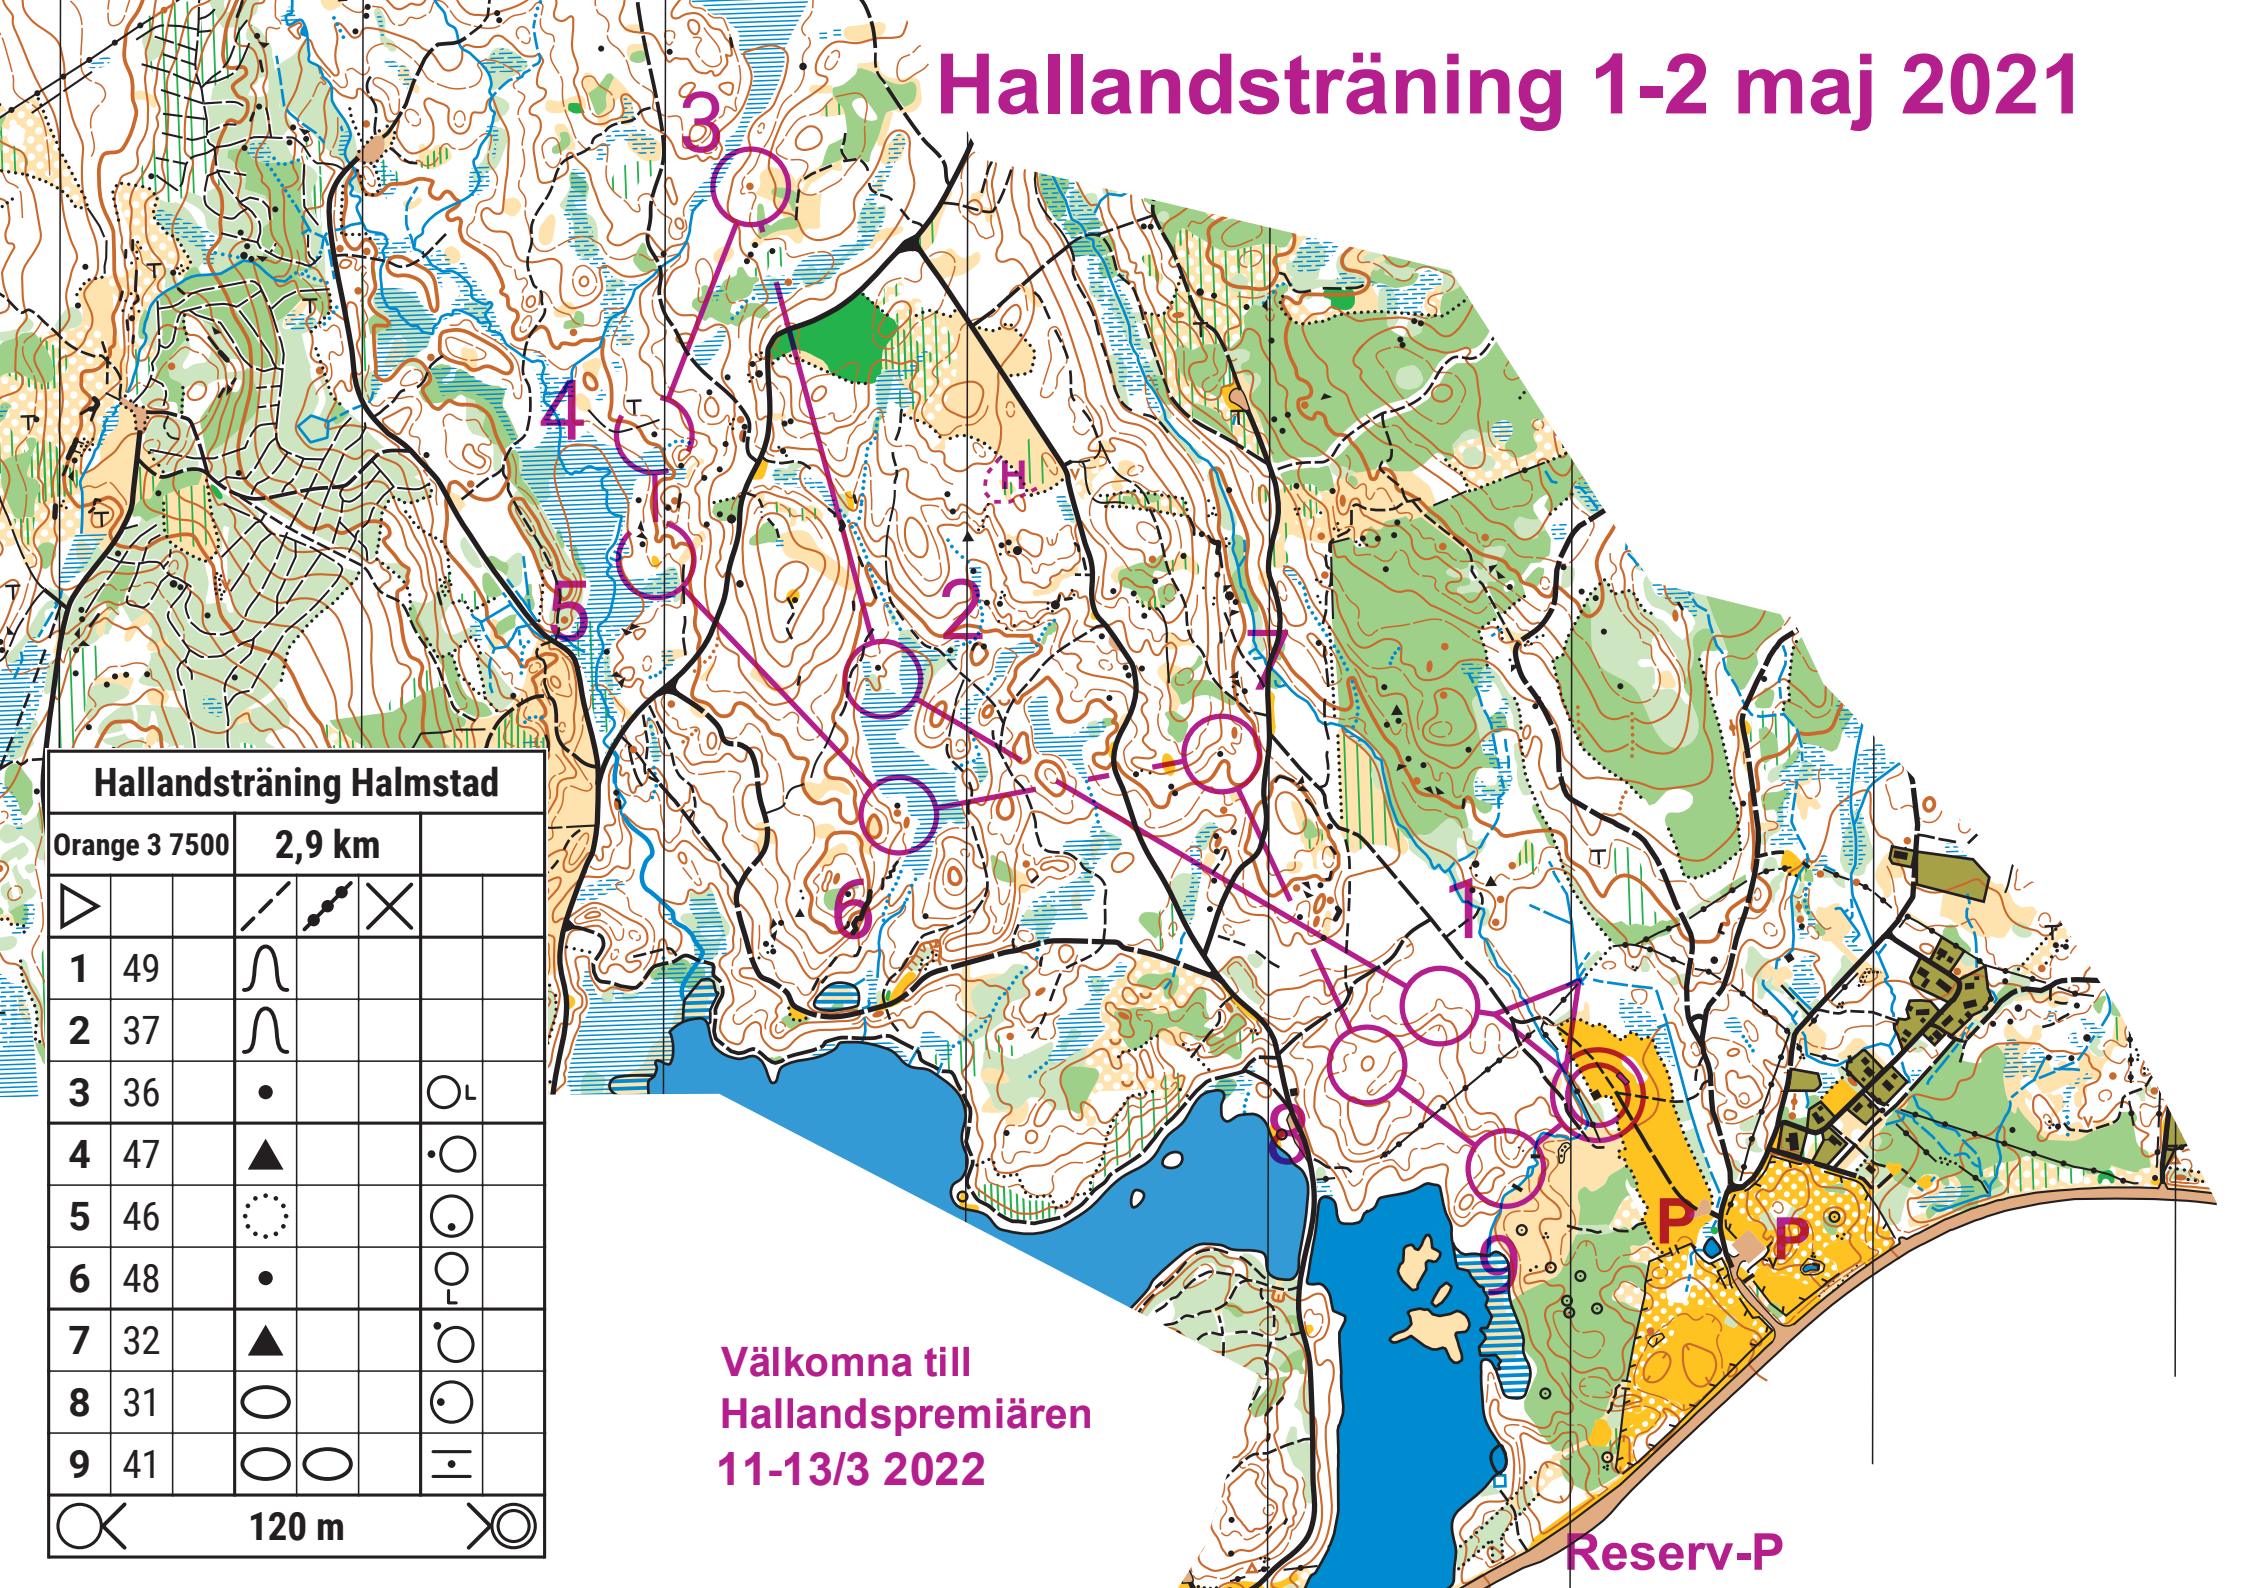 Hallandsträning 1-2 maj 2021
3
4
H
2
5
7
6
1
8
9
P
P
Hallandsträning Halmstad
Orange 3 7500 2,9 km
1 49
2 37
3 36
4 47
5 46
6 48
7 32
8 31
9 41
120 m
Välkomna till
Hallandspremiären
11-13/3 2022
Reserv-P